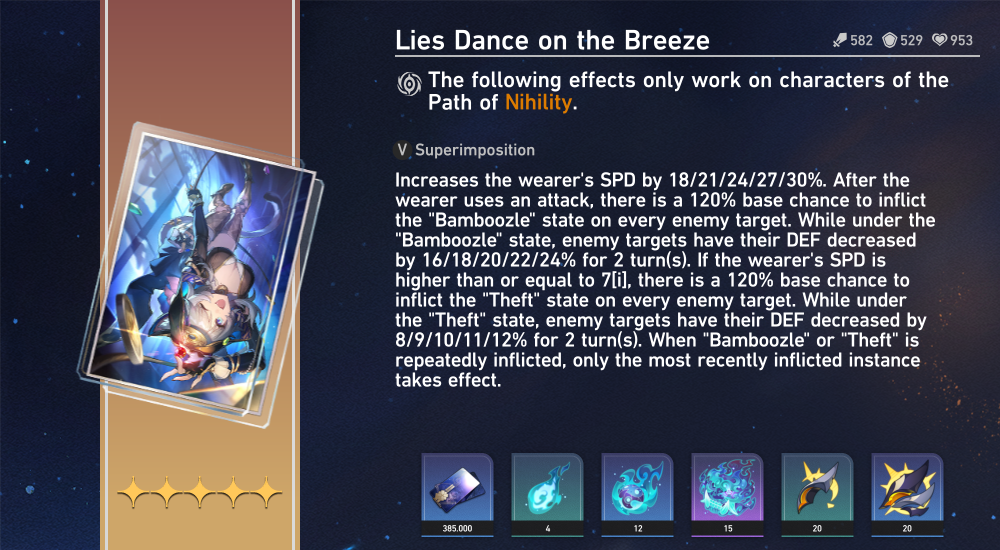 Lies Dance on the Breeze
582 529 953
The following effects only work on characters of the
Path of Nihility.
V Superimposition
Increases the wearer's SPD by 18/21/24/27/30%. After the
wearer uses an attack, there is a 120% base chance to inflict
the "Bamboozle" state on every enemy target. While under the
"Bamboozle" state, enemy targets have their DEF decreased
by 16/18/20/22/24% for 2 turn(s). If the wearer's SPD is
higher than or equal to 7[i], there is a 120% base chance to
inflict the "Theft" state on every enemy target. While under
the "Theft" state, enemy targets have their DEF decreased by
8/9/10/11/12% for 2 turn(s). When "Bamboozle" or "Theft" is
repeatedly inflicted, only the most recently inflicted instance
takes effect.
385.000 4 12 15 20 20